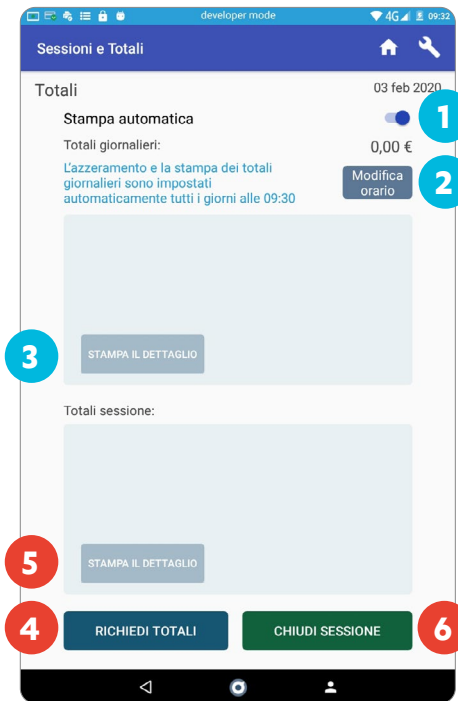 developer mode 4G 09:32
Sessioni e Totali
Totali 03 feb 2020
Stampa automatica 1
Totali giornalieri: 0,00 €
L'azzeramento e la stampa dei totali
giornalieri sono impostati
automaticamente tutti i giorni alle 09:30
Modifica
orario
2
STAMPA IL DETTAGLIO
3
Totali sessione:
STAMPA IL DETTAGLIO
5
4 RICHIEDI TOTALI CHIUDI SESSIONE 6